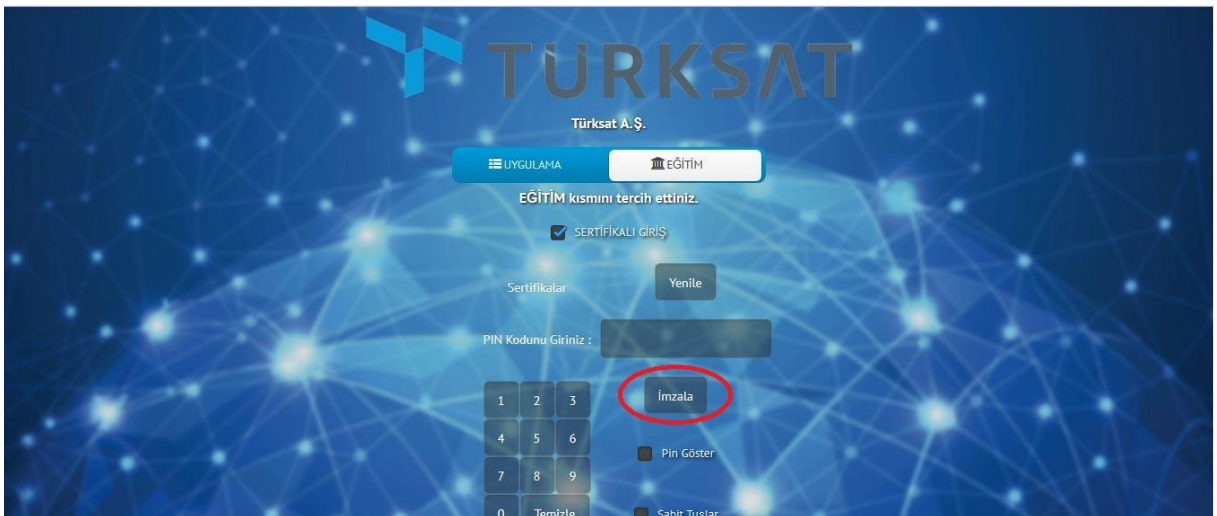 TÜRKSAT
Türksat A.Ş.
UYGULAMA EĞİTİM
EĞİTİM kısmını tercih ettiniz.
SERTİFİKALI GİRİŞ
Sertifikalar Yenile
PIN Kodunu Giriniz :
İmzala
1 2 3
4 5 6
Pin Göster
7 8 9
0 Temizle Sabit Tuşlar